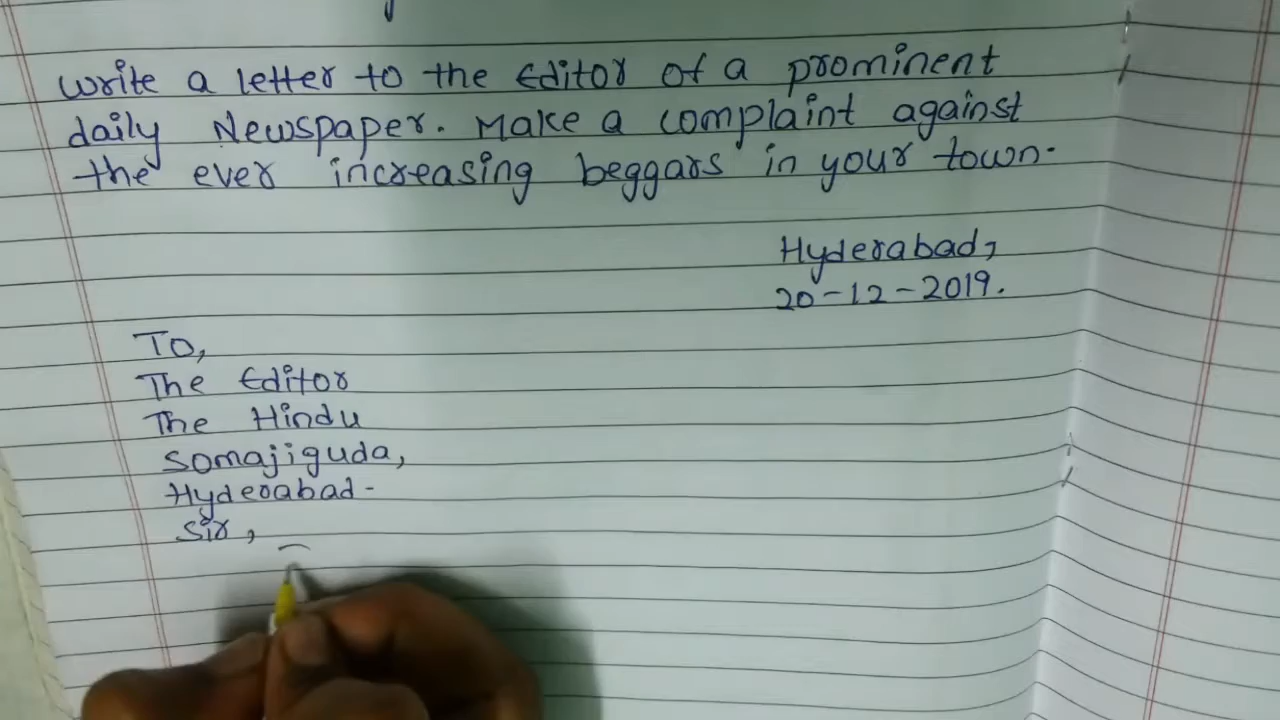 Write a letter to the Editor of a prominent
daily Newspaper. Make a complaint against
the ever increasing beggars in your town.
Hyderabad,
20-12-2019.
To,
The Editor
The Hindu
Somajiguda,
Hyderabad-
Sir,